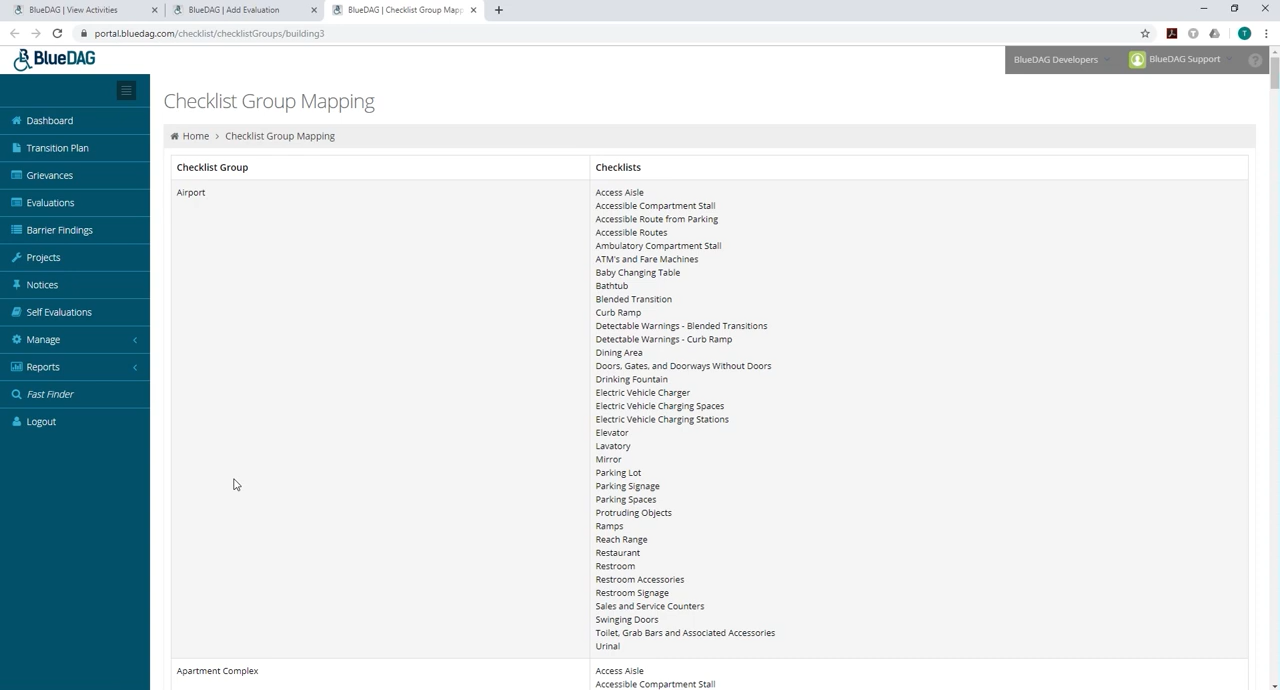 BlueDAG | View Activities
BlueDAG | Add Evaluation
BlueDAG | Checklist Group Mapp
portal.bluedag.com/checklist/checklistGroups/building3
T
BlueDAG
BlueDAG Developers
BlueDAG Support
?
Dashboard
Transition Plan
Grievances
Evaluations
Barrier Findings
Projects
Notices
Self Evaluations
Manage
Reports
Fast Finder
Logout
Checklist Group Mapping
Home > Checklist Group Mapping
Checklist Group
Checklists
Airport
Access Aisle
Accessible Compartment Stall
Accessible Route from Parking
Accessible Routes
Ambulatory Compartment Stall
ATM's and Fare Machines
Baby Changing Table
Bathtub
Blended Transition
Curb Ramp
Detectable Warnings - Blended Transitions
Detectable Warnings - Curb Ramp
Dining Area
Doors, Gates, and Doorways Without Doors
Drinking Fountain
Electric Vehicle Charger
Electric Vehicle Charging Spaces
Electric Vehicle Charging Stations
Elevator
Lavatory
Mirror
Parking Lot
Parking Signage
Parking Spaces
Protruding Objects
Ramps
Reach Range
Restaurant
Restroom
Restroom Accessories
Restroom Signage
Sales and Service Counters
Swinging Doors
Toilet, Grab Bars and Associated Accessories
Urinal
Apartment Complex
Access Aisle
Accessible Compartment Stall